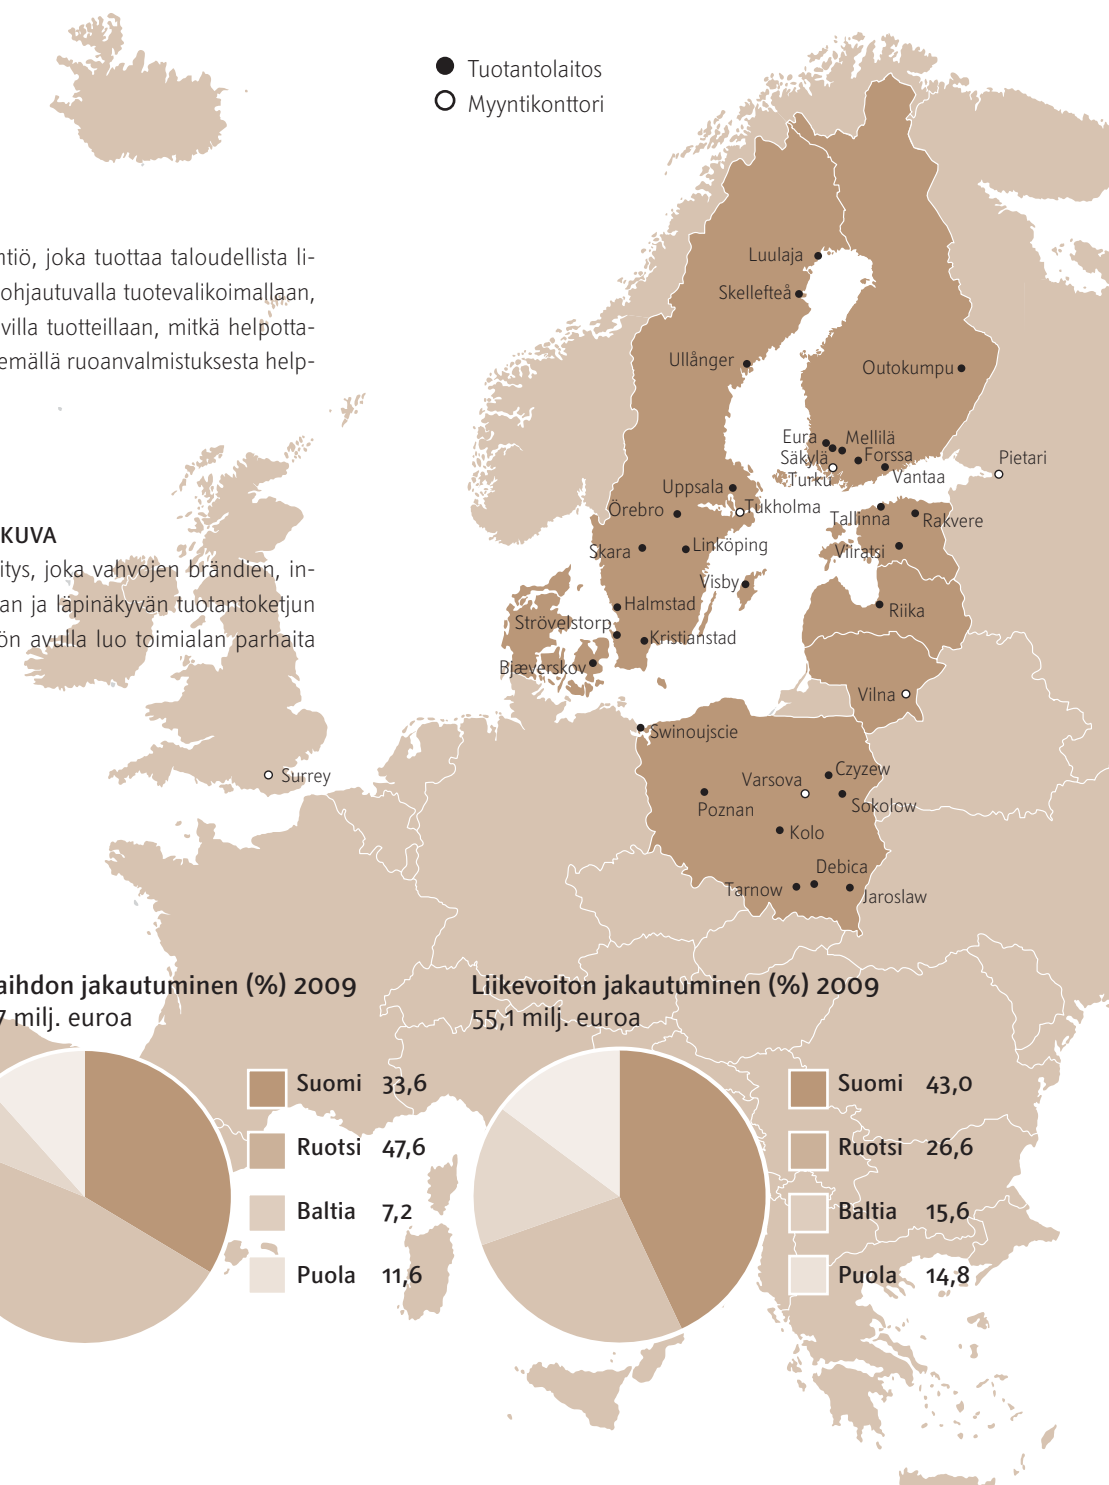 Tuotantolaitos
Myyntikonttori
ntiö, joka tuottaa taloudellista li-
ohjautuvalla tuotevalikoimallaan,
villa tuotteillaan, mitkä helpotta-
emällä ruoanvalmistuksesta help-
KUVA
itys, joka vahvojen brändien, in-
an ja läpinäkyvän tuotantoketjun
ön avulla luo toimialan parhaita
Luulaja
Skellefteå
Ullånger
Outokumpu
Eura
Mellilä
Säkylä
Forssa
Turku
Vantaa
Pietari
Uppsala
Tukholma
Örebro
Tallinna
Rakvere
Skara
Linköping
Viiratsi
Visby
Halmstad
Riika
Strövelstorp
Kristianstad
Bjæverskov
Vilna
Swinoujscie
Surrey
Varsova
Czyzew
Poznan
Sokolow
Kolo
Debica
Tarnow
Jaroslaw
aihdon jakautuminen (%) 2009
7 milj. euroa
Suomi 33,6
Ruotsi 47,6
Baltia 7,2
Puola 11,6
Liikevoiton jakautuminen (%) 2009
55,1 milj. euroa
Suomi 43,0
Ruotsi 26,6
Baltia 15,6
Puola 14,8